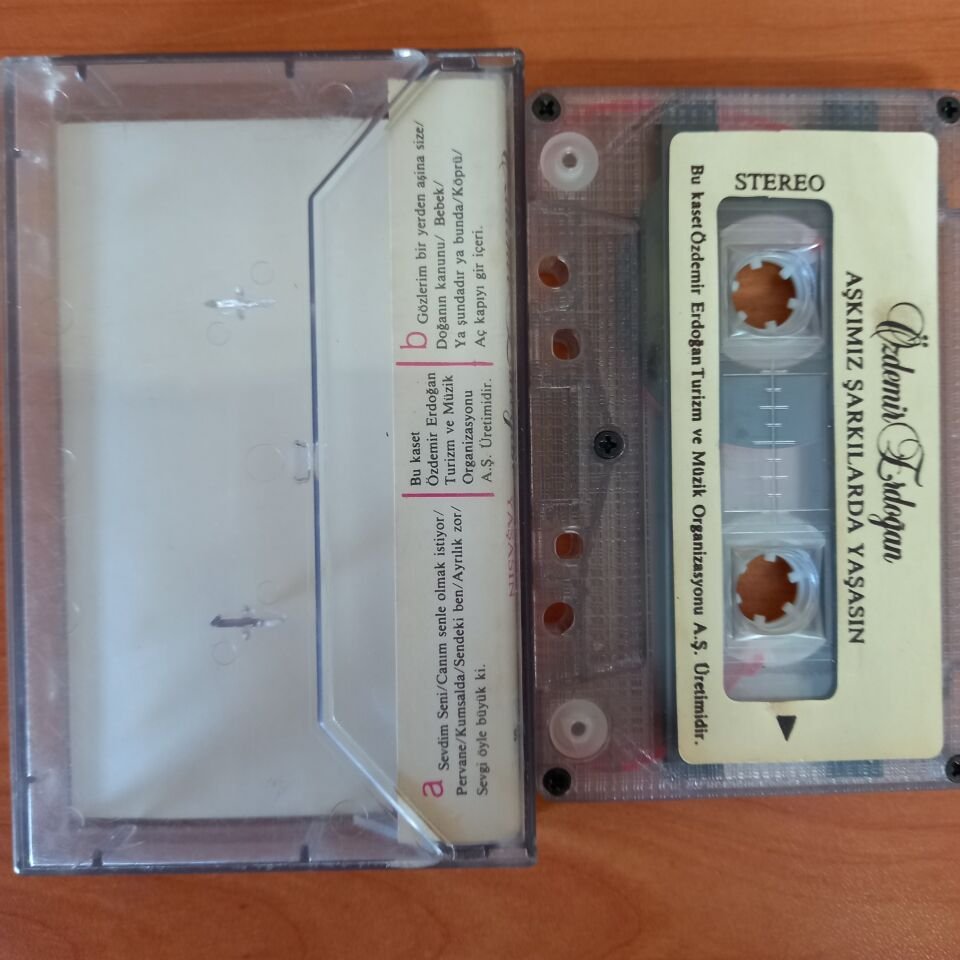 a
Sevdim Seni/Canım senle olmak istiyor/
Pervane/Kumsalda/Sendeki ben/Ayrılık zor/
Sevgi öyle büyük ki.
Bu kaset
Özdemir Erdoğan
Turizm ve Müzik
Organizasyonu
A.Ş. Üretimidir.
b
Gözlerim bir yerden aşina size/
Doğanın kanunu/ Bebek/
Ya şundadır ya bunda/Köprü/
Aç kapıyı gir içeri.
Özdemir Erdoğan
AŞKIMIZ ŞARKILARDA YAŞASIN
STEREO
Bu kaset Özdemir Erdoğan Turizm ve Müzik Organizasyonu A.Ş. Üretimidir.